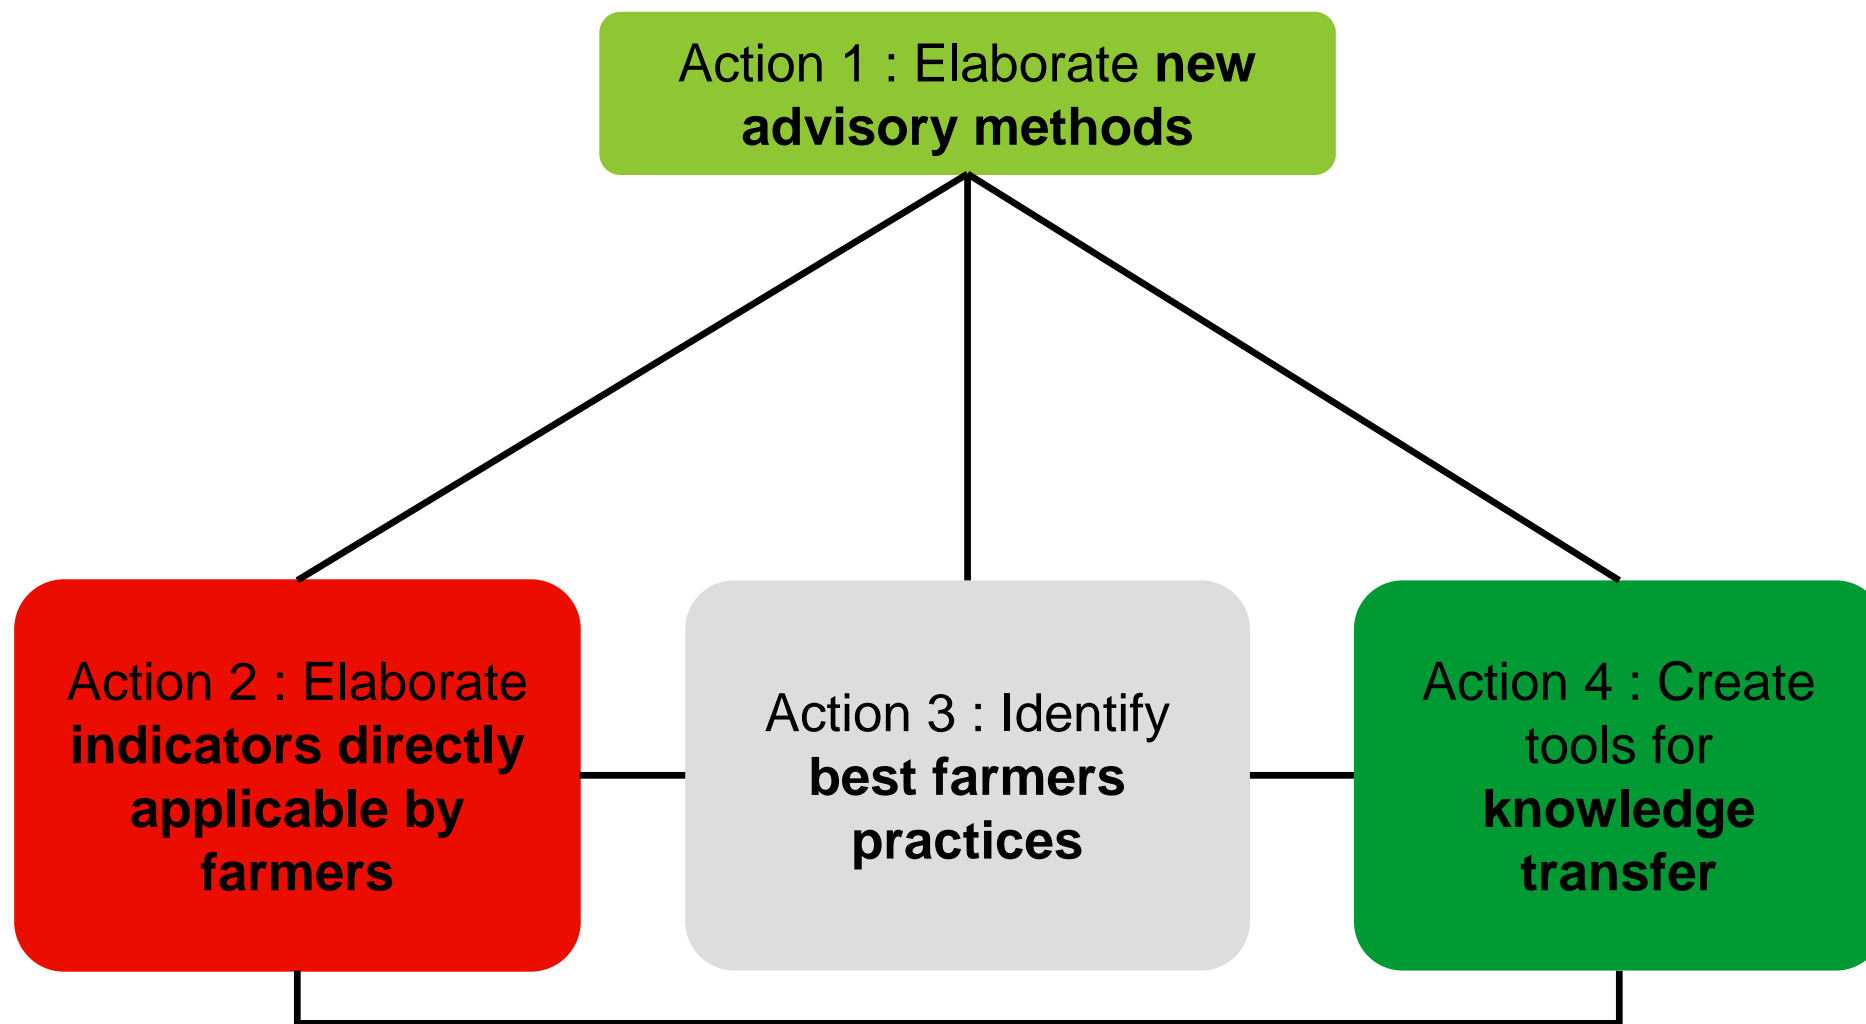 Action 1 : Elaborate new
advisory methods
Action 2 : Elaborate
indicators directly
applicable by
farmers
Action 3 : Identify
best farmers
practices
Action 4 : Create
tools for
knowledge
transfer